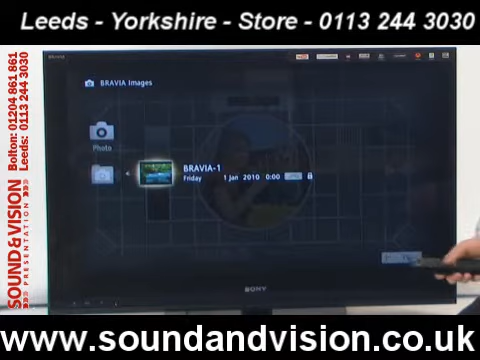 Leeds - Yorkshire - Store - 0113 244 3030
Bolton: 01204 861 861
Leeds: 0113 244 3030
SOUND & VISION
PRESENTATION
BRAVIA Images
Photo
BRAVIA-1
Friday 1 Jan 2010 0:00
SONY
www.soundandvision.co.uk